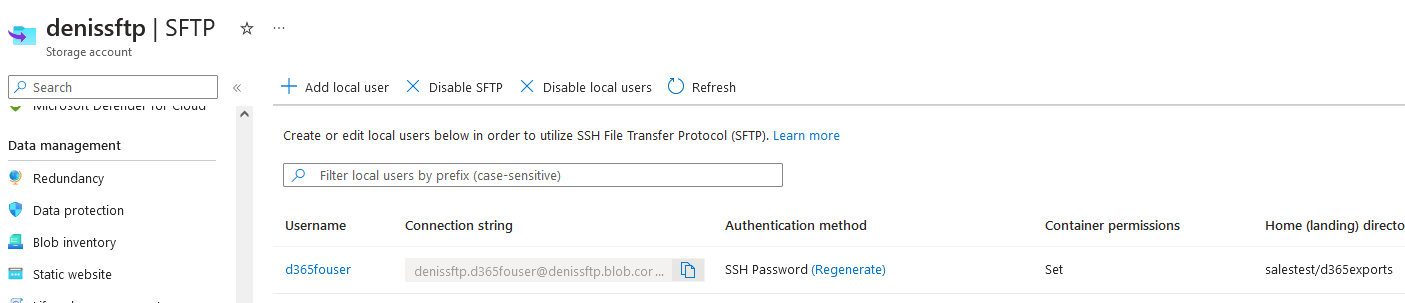 denissftp | SFTP ☆ ...
Storage account
Search «
Microsoft Defender for Cloud
Data management
Redundancy
Data protection
Blob inventory
Static website
Add local user Disable SFTP Disable local users Refresh
Create or edit local users below in order to utilize SSH File Transfer Protocol (SFTP). Learn more
Filter local users by prefix (case-sensitive)
Username Connection string Authentication method Container permissions Home (landing) directo
d365fouser denissftp.d365fouser@denissftp.blob.cor ... SSH Password (Regenerate) Set salestest/d365exports